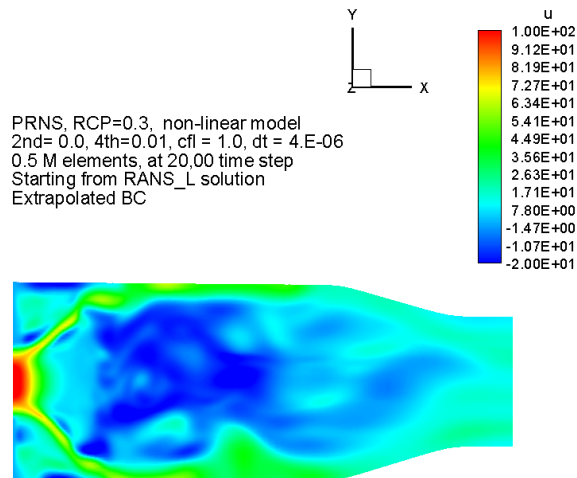 Y
Z
X
u
1.00E+02
9.12E+01
8.19E+01
7.27E+01
6.34E+01
5.41E+01
4.49E+01
3.56E+01
2.63E+01
1.71E+01
7.80E+00
-1.47E+00
-1.07E+01
-2.00E+01
PRNS, RCP=0.3, non-linear model
2nd= 0.0, 4th=0.01, cfl = 1.0, dt = 4.E-06
0.5 M elements, at 20,00 time step
Starting from RANS_L solution
Extrapolated BC